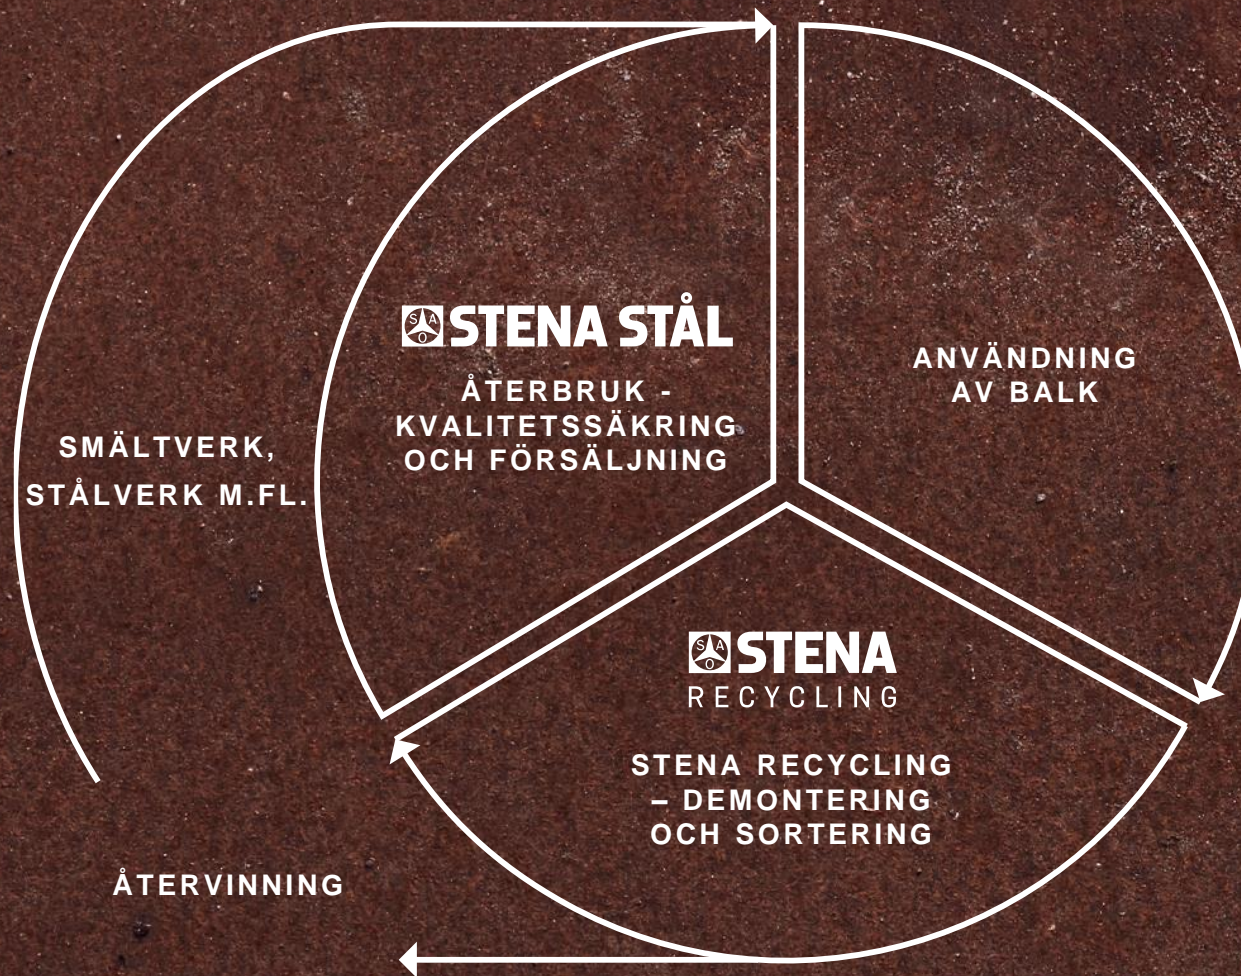 STENA STÅL
ÅTERBRUK -
KVALITETSSÄKRING
OCH FÖRSÄLJNING
ANVÄNDNING
AV BALK
SMÄLTVERK,
STÅLVERK M.FL.
STENA
RECYCLING
STENA RECYCLING
– DEMONTERING
OCH SORTERING
ÅTERVINNING